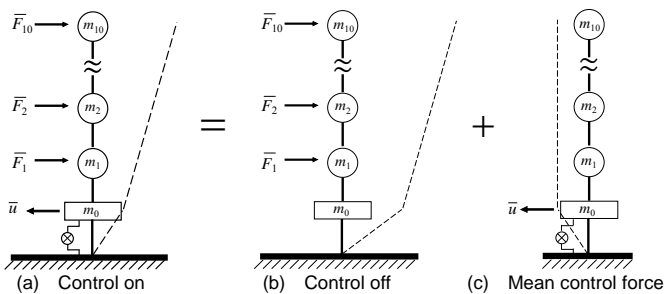 F̅10 m10 F̅10 m10 m10
F̅2 m2 = F̅2 m2 + m2
F̅1 m1 F̅1 m1 m1
u̅ m0 m0 u̅ m0
(a) Control on (b) Control off (c) Mean control force